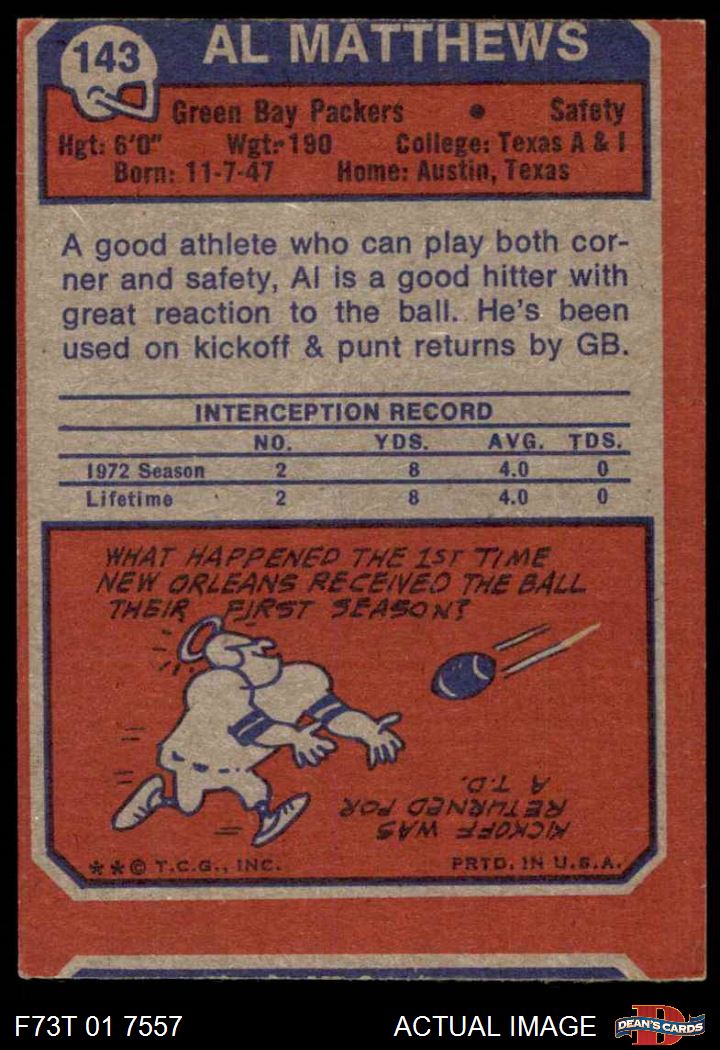 143
AL MATTHEWS
Green Bay Packers • Safety
Hgt: 6'0" Wgt: 190 College: Texas A & I
Born: 11-7-47 Home: Austin, Texas
A good athlete who can play both cor-
ner and safety, Al is a good hitter with
great reaction to the ball. He's been
used on kickoff & punt returns by GB.
INTERCEPTION RECORD
NO. YDS. AVG. TDS.
1972 Season 2 8 4.0 0
Lifetime 2 8 4.0 0
WHAT HAPPENED THE 1ST TIME
NEW ORLEANS RECEIVED THE BALL
THEIR FIRST SEASON?
KICKOFF WAS
RETURNED FOR
A T.D.
**© T.C.G., INC. PRTD. IN U.S.A.
F73T 01 7557
ACTUAL IMAGE
D
DEAN'S CARDS